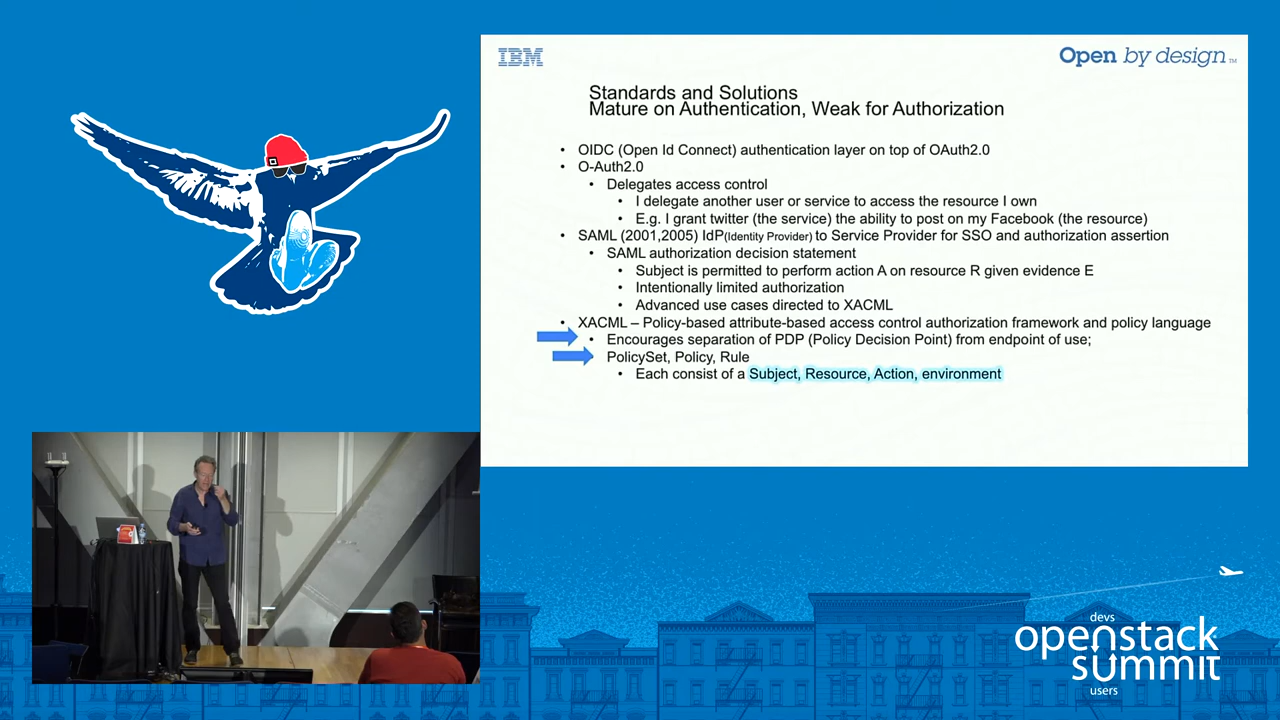 IBM
Open by design™
Standards and Solutions
Mature on Authentication, Weak for Authorization
• OIDC (Open Id Connect) authentication layer on top of OAuth2.0
• O-Auth2.0
• Delegates access control
• I delegate another user or service to access the resource I own
• E.g. I grant twitter (the service) the ability to post on my Facebook (the resource)
• SAML (2001,2005) IdP(Identity Provider) to Service Provider for SSO and authorization assertion
• SAML authorization decision statement
• Subject is permitted to perform action A on resource R given evidence E
• Intentionally limited authorization
• Advanced use cases directed to XACML
• XACML – Policy-based attribute-based access control authorization framework and policy language
• Encourages separation of PDP (Policy Decision Point) from endpoint of use;
PolicySet, Policy, Rule
• Each consist of a Subject, Resource, Action, environment
devs
openstack
summit
users